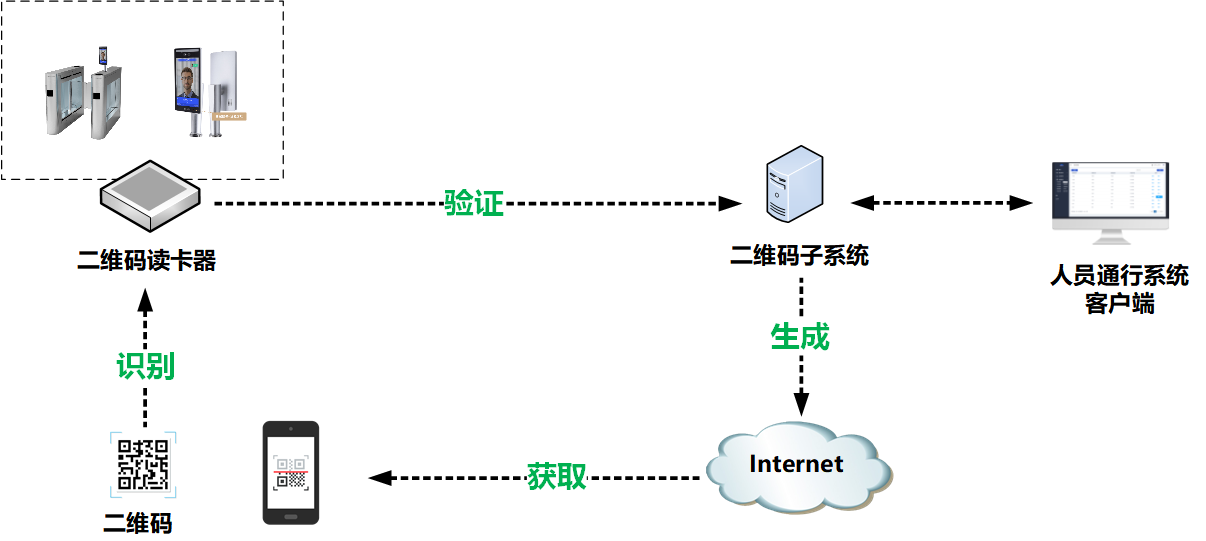 验证
二维码读卡器
二维码子系统
人员通行系统
客户端
生成
识别
Internet
获取
二维码